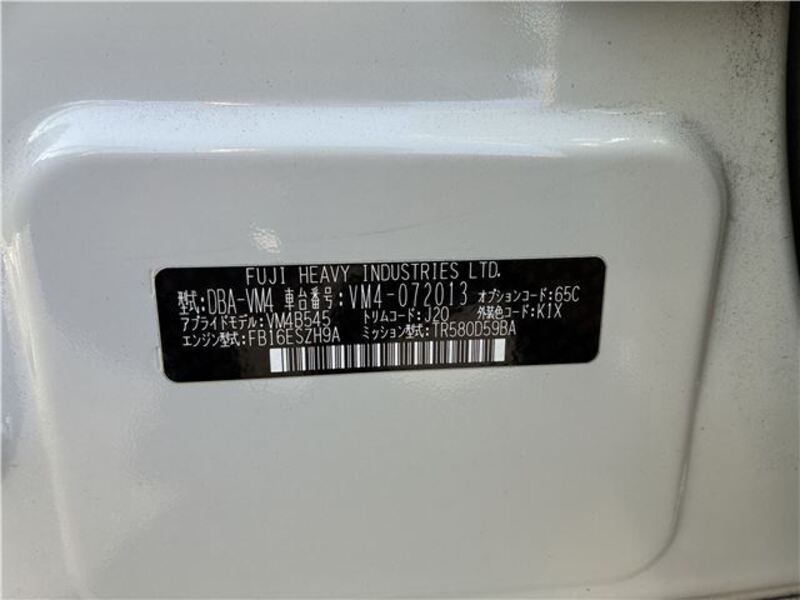 FUJI HEAVY INDUSTRIES LTD.
型式:DBA-VM4 車台番号:VM4-072013 オプションコード:65C
アプライドモデル:VM4B545 トリムコード:J20 外装色コード:K1X
エンジン型式:FB16ESZH9A ミッション型式:TR580D59BA